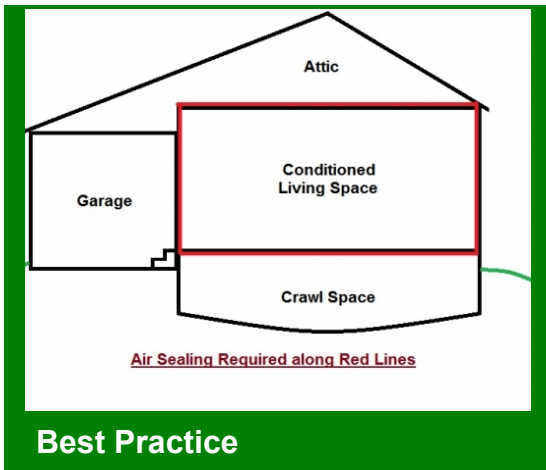 Attic
Conditioned
Living Space
Garage
Crawl Space
Air Sealing Required along Red Lines
Best Practice